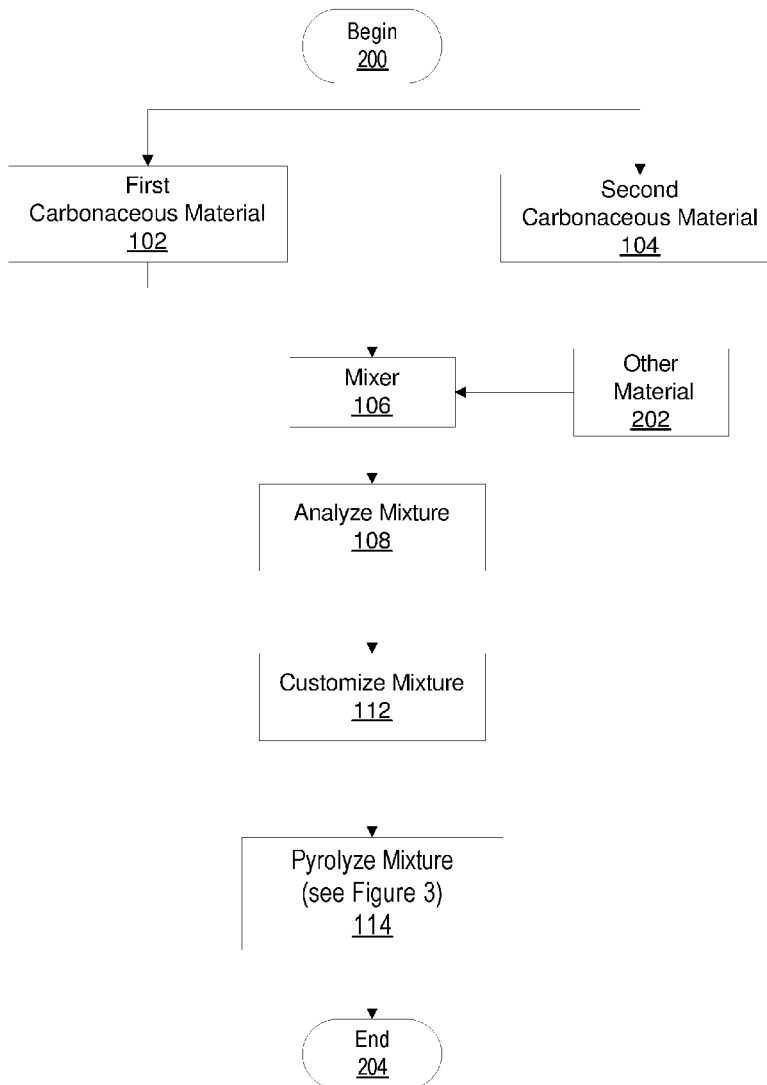 Begin
200
First
Carbonaceous Material
102
Second
Carbonaceous Material
104
Mixer
106
Other
Material
202
Analyze Mixture
108
Customize Mixture
112
Pyrolyze Mixture
(see Figure 3)
114
End
204